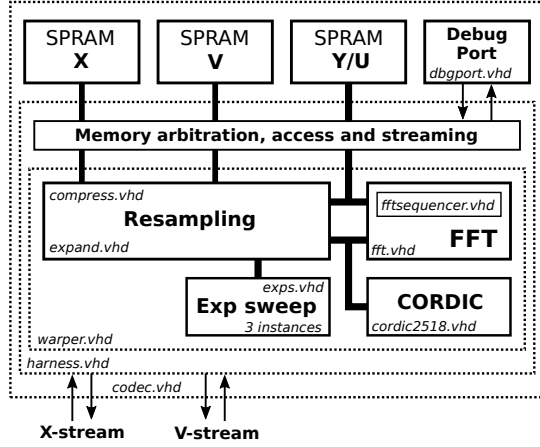 SPRAM
X
SPRAM
V
SPRAM
Y/U
Debug
Port
dbgport.vhd
Memory arbitration, access and streaming
compress.vhd
Resampling
expand.vhd
fftsequencer.vhd
FFT
fft.vhd
exps.vhd
Exp sweep
3 instances
CORDIC
cordic2518.vhd
warper.vhd
harness.vhd
codec.vhd
X-stream
V-stream